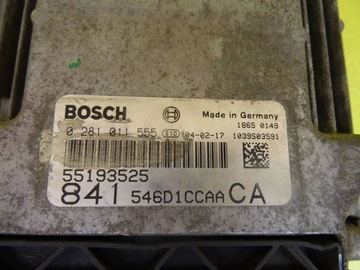 BOSCH
Made in Germany
1865 0149
0 281 011 555 04-02-17 1039S03591
55193525
841 546D1CCAA CA